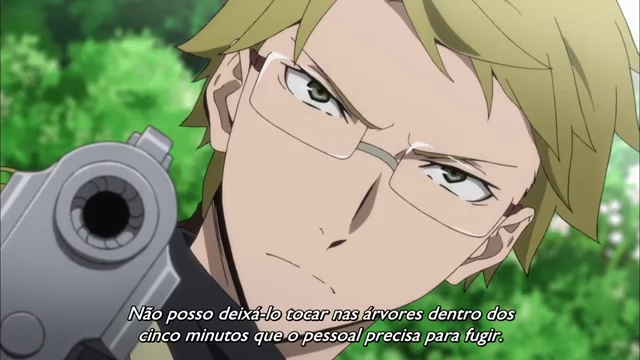 Não posso deixá-lo tocar nas árvores dentro dos
cinco minutos que o pessoal precisa para fugir.